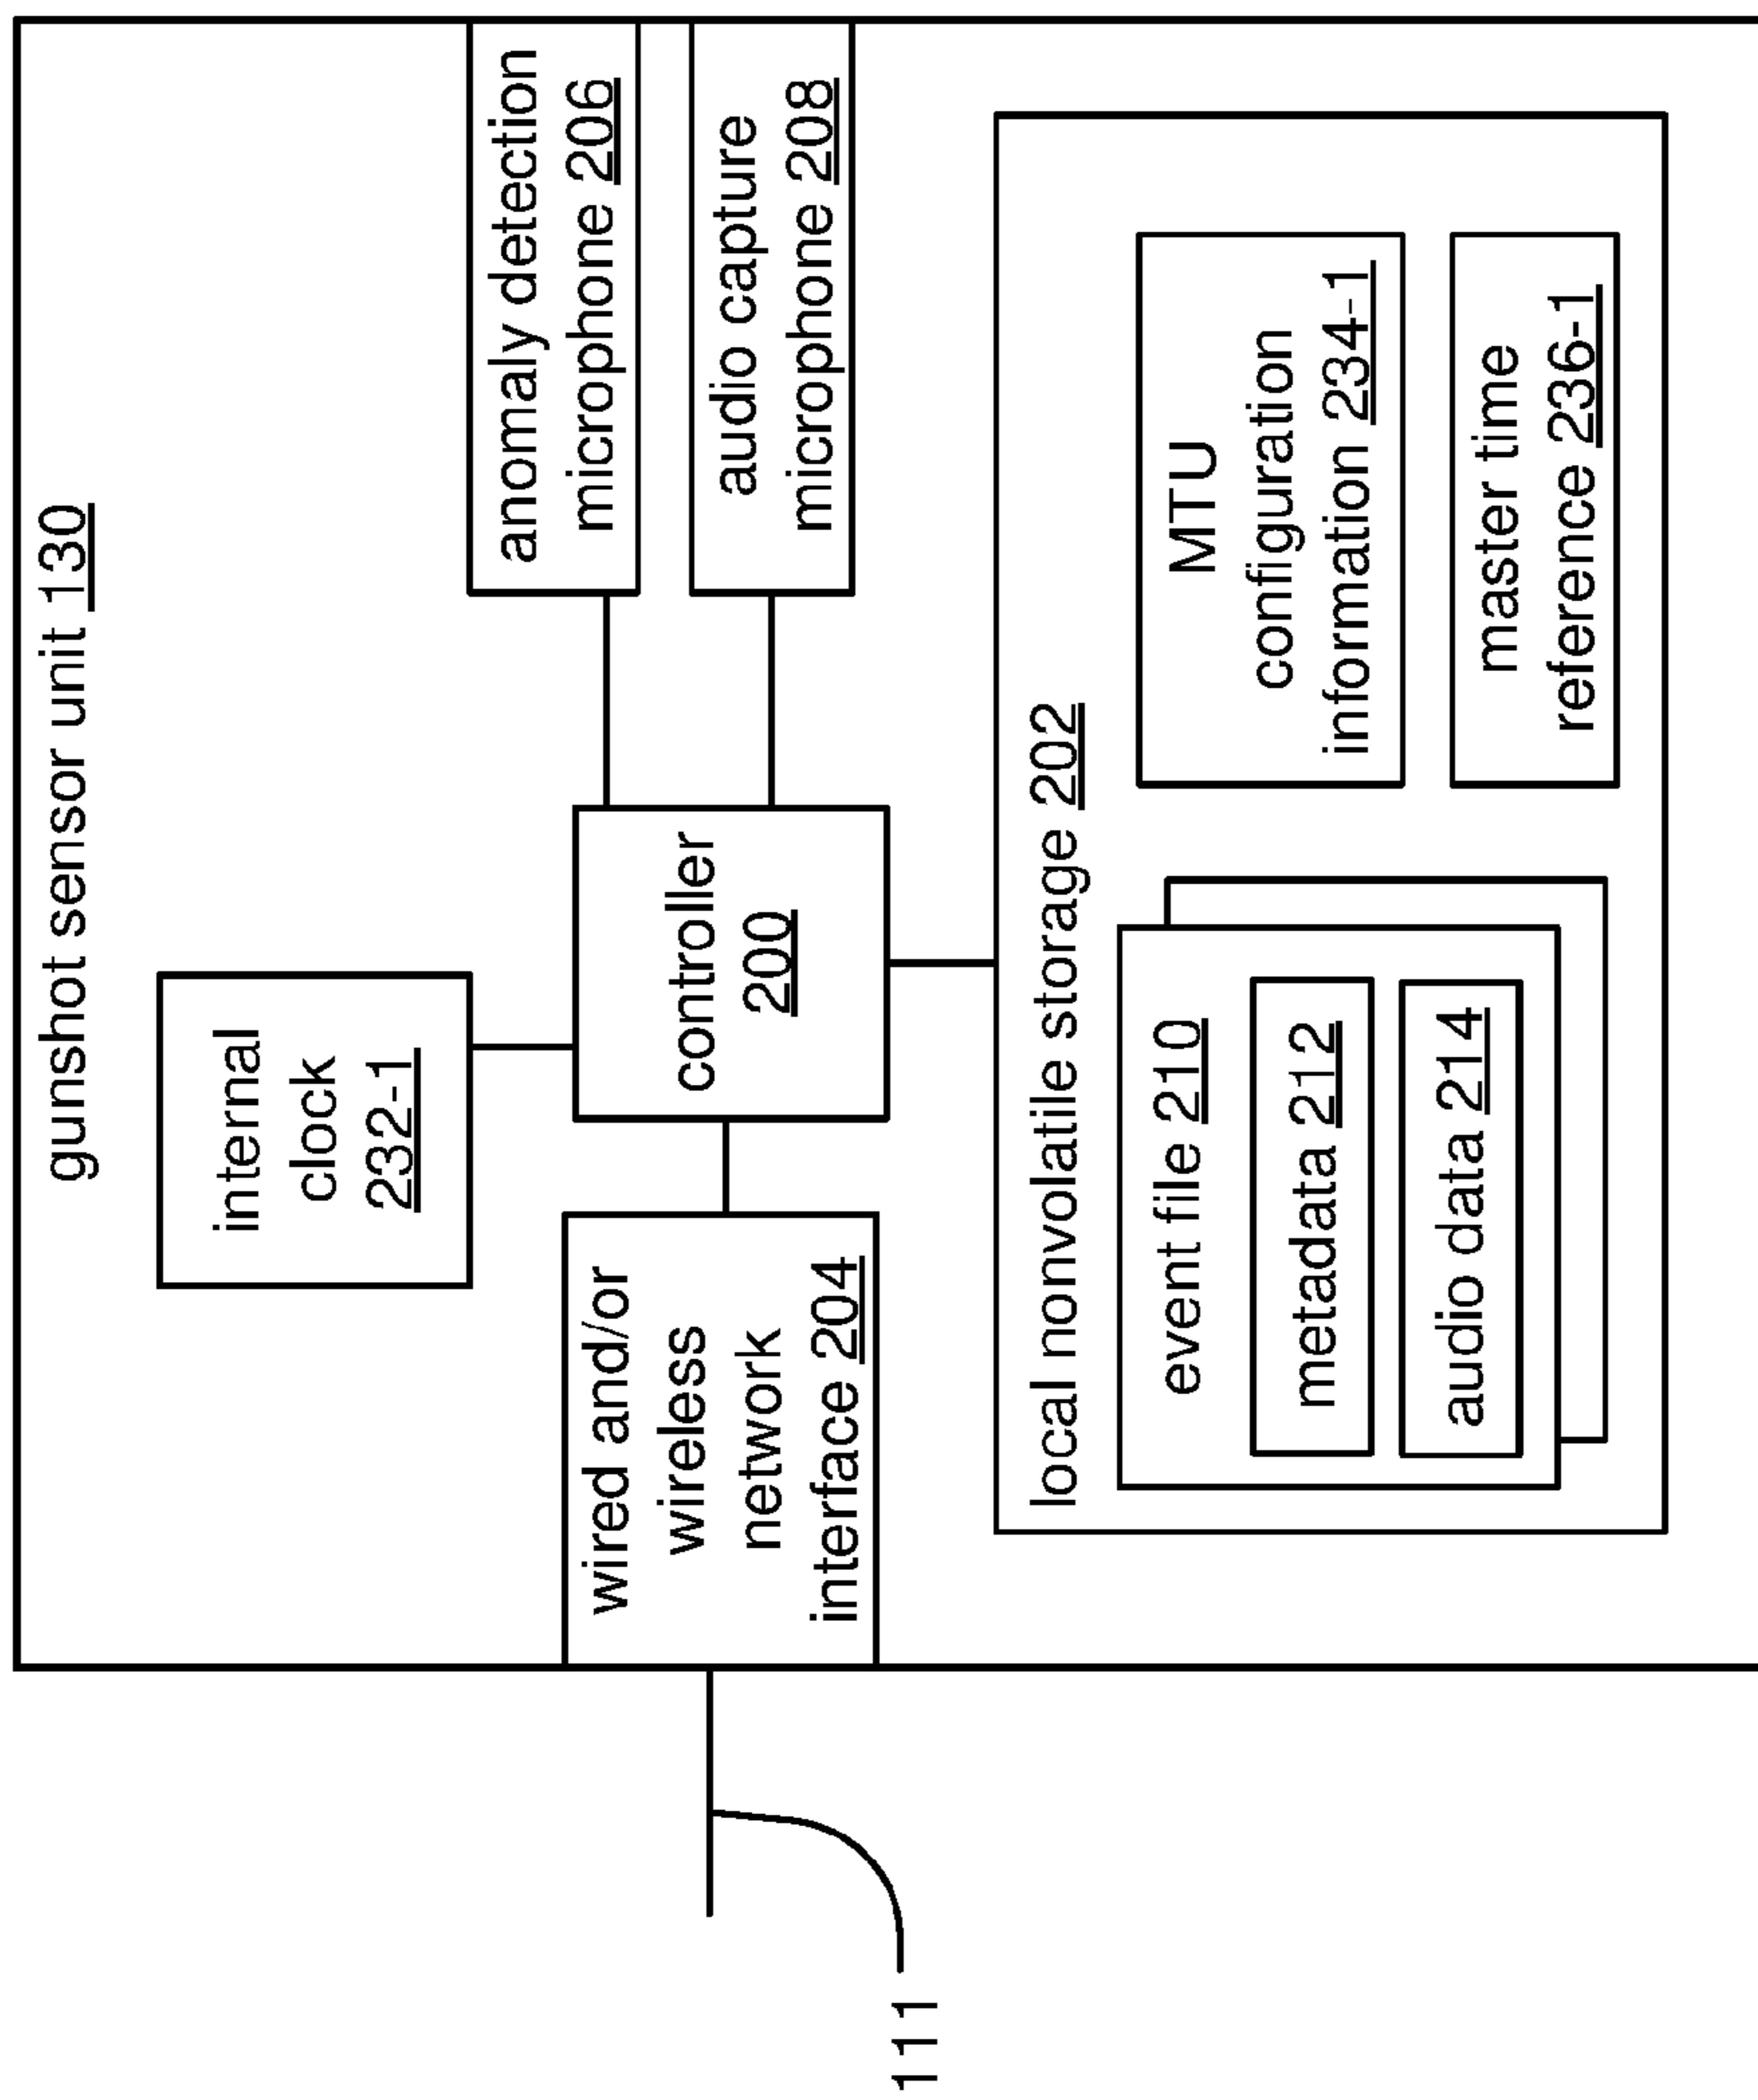 gunshot sensor unit 130
internal
clock
232-1
wired and/or
wireless
network
interface 204
controller
200
anomaly detection
microphone 206
audio capture
microphone 208
local nonvolatile storage 202
event file 210
metadata 212
audio data 214
MTU
configuration
information 234-1
master time
reference 236-1
111